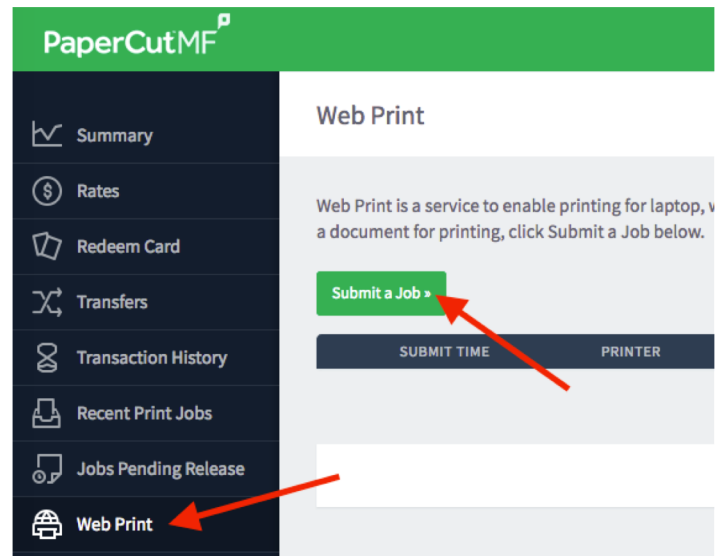 PaperCutMF
Summary
Rates
Redeem Card
Transfers
Transaction History
Recent Print Jobs
Jobs Pending Release
Web Print
Web Print
Web Print is a service to enable printing for laptop,
a document for printing, click Submit a Job below.
Submit a Job »
SUBMIT TIME PRINTER